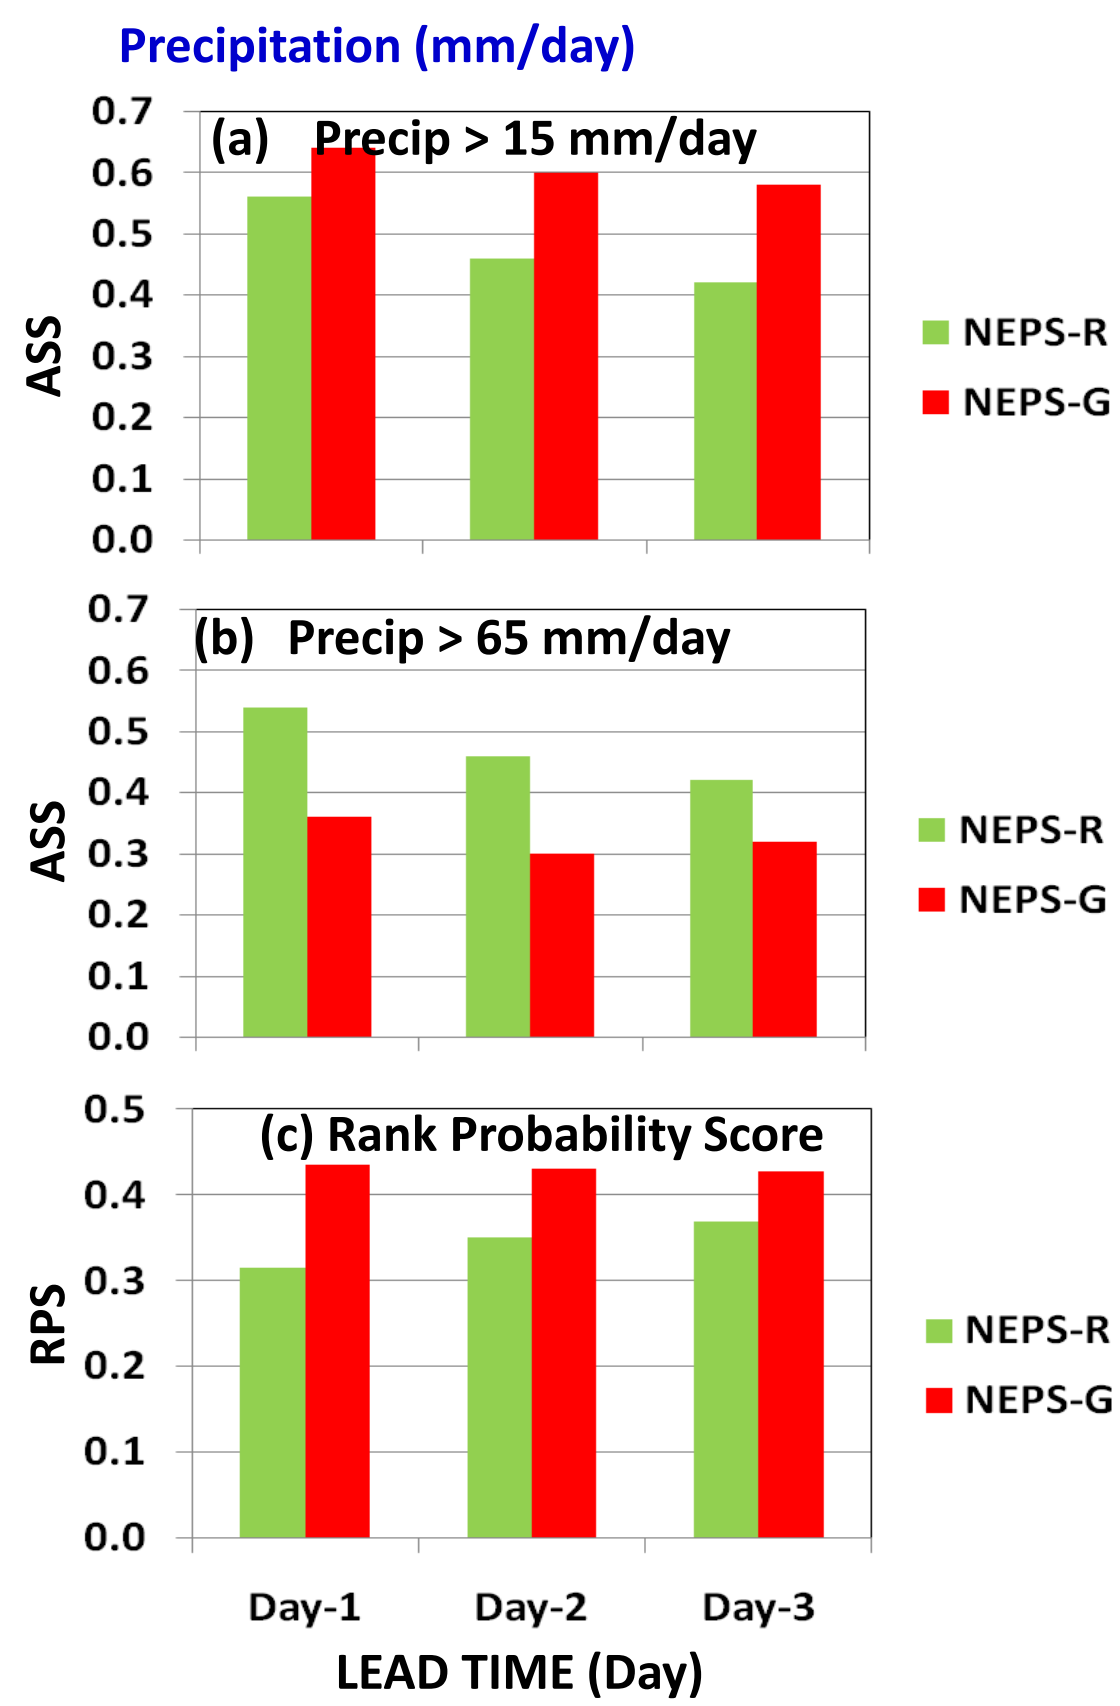 Precipitation (mm/day)
(a) Precip > 15 mm/day
0.7
0.6
0.5
0.4
0.3
0.2
0.1
0.0
ASS
NEPS-R
NEPS-G
(b) Precip > 65 mm/day
0.7
0.6
0.5
0.4
0.3
0.2
0.1
0.0
ASS
NEPS-R
NEPS-G
(c) Rank Probability Score
0.5
0.4
0.3
0.2
0.1
0.0
RPS
NEPS-R
NEPS-G
Day-1 Day-2 Day-3
LEAD TIME (Day)